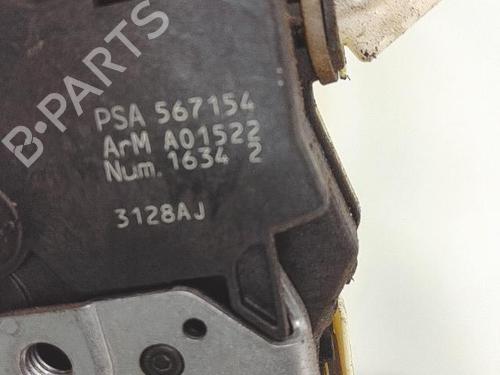 B-PARTS
PSA 567154
ArM A01522
Num. 1634 2
3128AJ